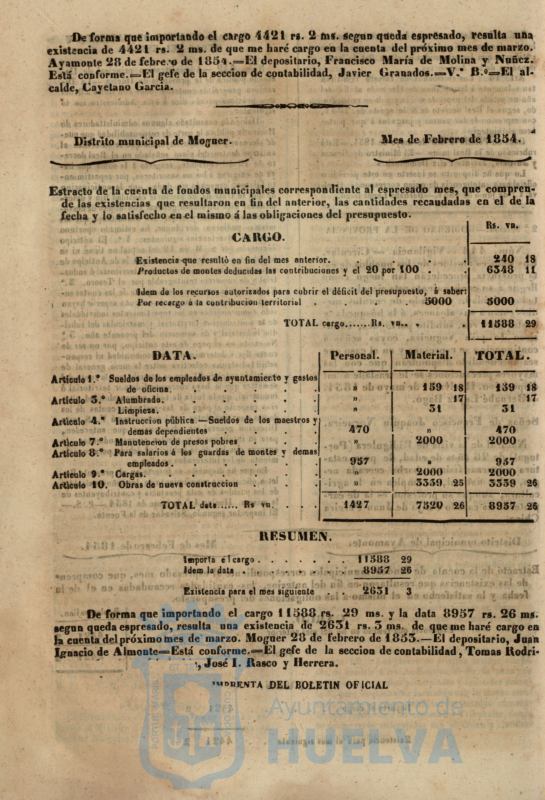 De forma que importando el cargo 4421 rs. 2 ms. segun queda espresado, resulta una
existencia de 4421 rs. 2 ms. de que me haré cargo en la cuenta del próximo mes de marzo.
Ayamonte 28 de febrero de 1854.—El depositario, Francisco María de Molina y Nuñez.
Está conforme.—El gefe de la seccion de contabilidad, Javier Granados.—V.º B.º—El al-
calde, Cayetano Garcia.
Distrito municipal de Moguer. Mes de Febrero de 1854.
Estracto de la cuenta de fondos municipales correspondiente al espresado mes, que compren-
de las existencias que resultaron en fin del anterior, las cantidades recaudadas en el de la
fecha y lo satisfecho en el mismo á las obligaciones del presupuesto.
Rs. vn.
CARGO.
Existencia que resultó en fin del mes anterior. . . . . 240 18
Productos de montes deducidas las contribuciones y el 20 por 100 . . 6348 11
Idem de los recursos autorizados para cubrir el déficit del presupuesto, á saber:
Por recargo á la contribucion territorial . . . . 5000 5000
TOTAL cargo.......Rs. vn.. . . 11588 29
DATA. Personal. Material. TOTAL.
Artículo 1.º Sueldos de los empleados de ayuntamiento y gastos
de oficina. . . . . . . » 159 18 159 18
Artículo 3.º Alumbrado. . . . . . . » 17 17
Limpieza. . . . . . . » 31 31
Artículo 4.º Instruccion pública.—Sueldos de los maestros y
demas dependientes . . . . . 470 » 470
Artículo 7.º Manutencion de presos pobres . . . . » 2000 2000
Artículo 8.º Para salarios á los guardas de montes y demas
empleados. . . . . . . 957 » 957
Artículo 9.º Cargas. . . . . . . » 2000 2000
Artículo 10. Obras de nueva construccion . . . . » 3339 25 3339 26
TOTAL data..... Rs vn. . . . 1427 7520 26 8957 26
RESUMEN.
Importa el cargo . . . . . . . 11588 29
Idem la data . . . . . . . 8957 26
Existencia para el mes siguiente . . 2631 3
De forma que importando el cargo 11588 rs. 29 ms. y la data 8957 rs. 26 ms.
segun queda espresado, resulta una existencia de 2631 rs. 3 ms. de que me haré cargo en
la cuenta del próximo mes de marzo. Moguer 28 de febrero de 1853.—El depositario, Juan
Ignacio de Almonte—Está conforme.—El gefe de la seccion de contabilidad, Tomas Rodri-
, José I. Rasco y Herrera.
IMPRENTA DEL BOLETIN OFICIAL
Ayuntamiento de
HUELVA